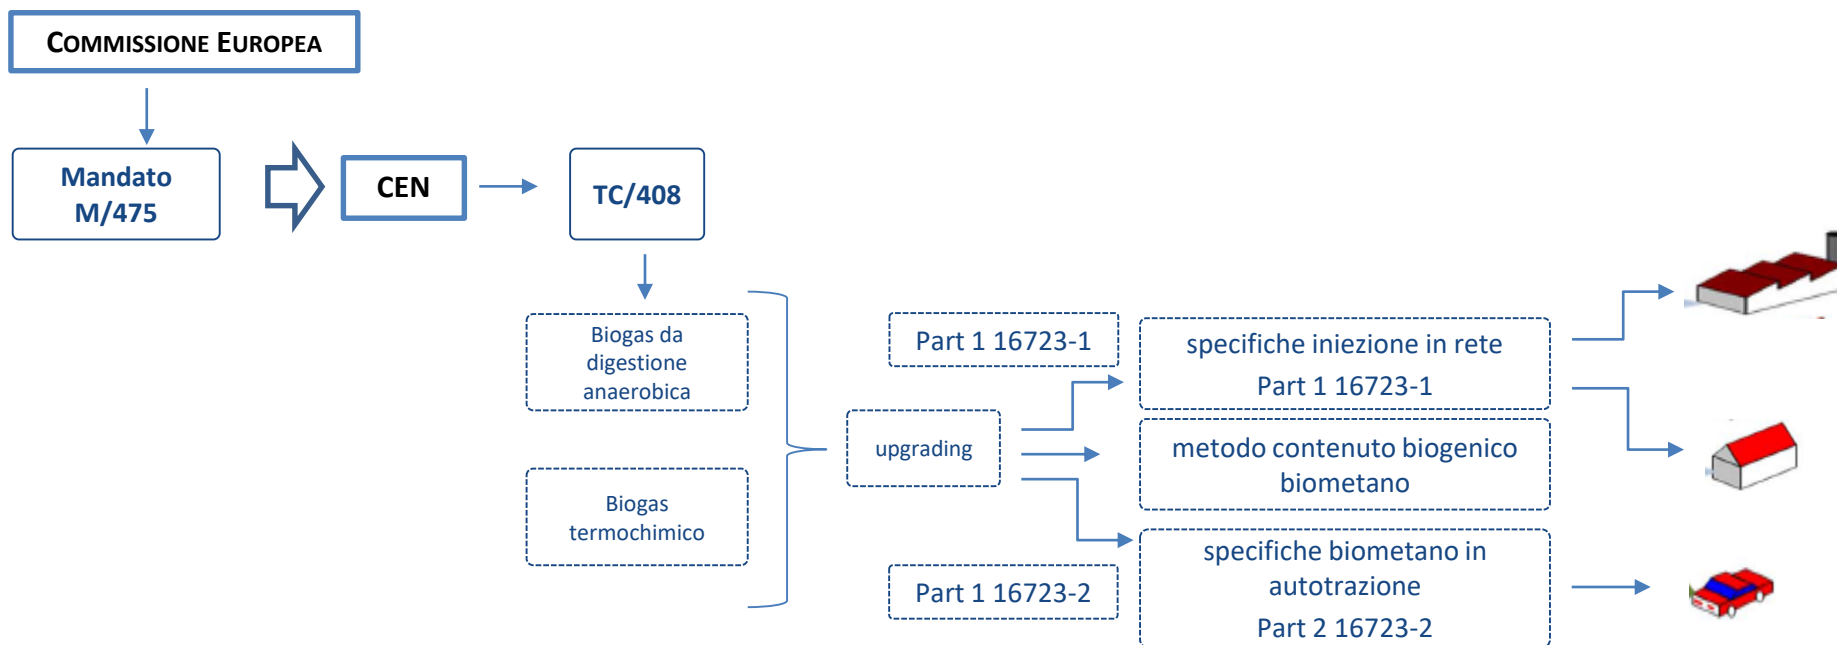 COMMISSIONE EUROPEA
Mandato
M/475
CEN
TC/408
Biogas da
digestione
anaerobica
Biogas
termochimico
upgrading
Part 1 16723-1
specifiche iniezione in rete
Part 1 16723-1
metodo contenuto biogenico
biometano
Part 1 16723-2
specifiche biometano in
autotrazione
Part 2 16723-2